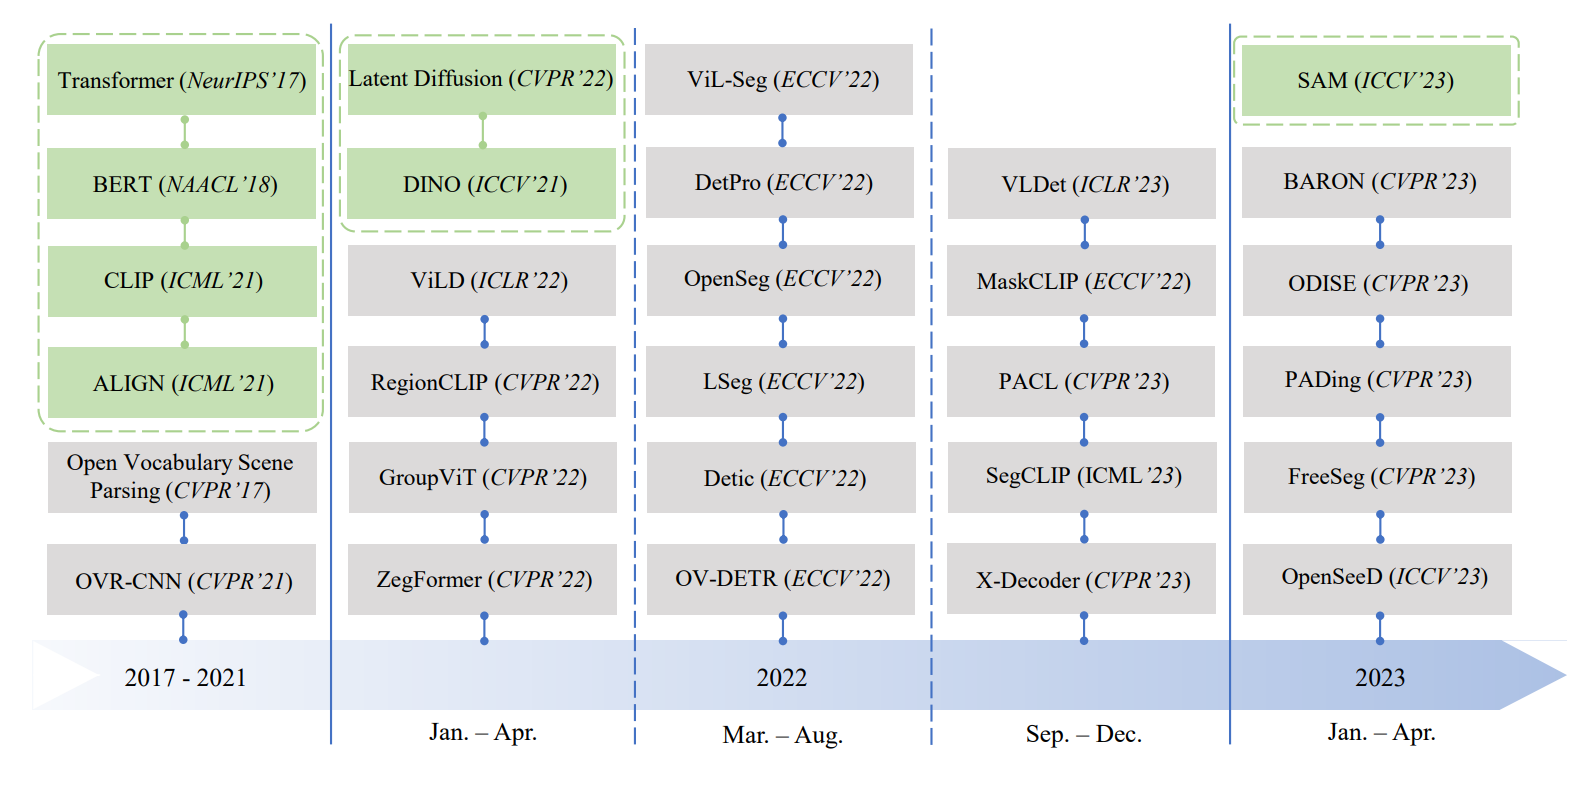 Transformer (NeurIPS’17)
BERT (NAACL’18)
CLIP (ICML’21)
ALIGN (ICML’21)
Open Vocabulary Scene
Parsing (CVPR’17)
OVR-CNN (CVPR’21)
2017 - 2021
Latent Diffusion (CVPR’22)
DINO (ICCV’21)
ViLD (ICLR’22)
RegionCLIP (CVPR’22)
GroupViT (CVPR’22)
ZegFormer (CVPR’22)
Jan. – Apr.
ViL-Seg (ECCV’22)
DetPro (ECCV’22)
OpenSeg (ECCV’22)
LSeg (ECCV’22)
Detic (ECCV’22)
OV-DETR (ECCV’22)
2022
Mar. – Aug.
VLDet (ICLR’23)
MaskCLIP (ECCV’22)
PACL (CVPR’23)
SegCLIP (ICML’23)
X-Decoder (CVPR’23)
Sep. – Dec.
SAM (ICCV’23)
BARON (CVPR’23)
ODISE (CVPR’23)
PADing (CVPR’23)
FreeSeg (CVPR’23)
OpenSeeD (ICCV’23)
2023
Jan. – Apr.